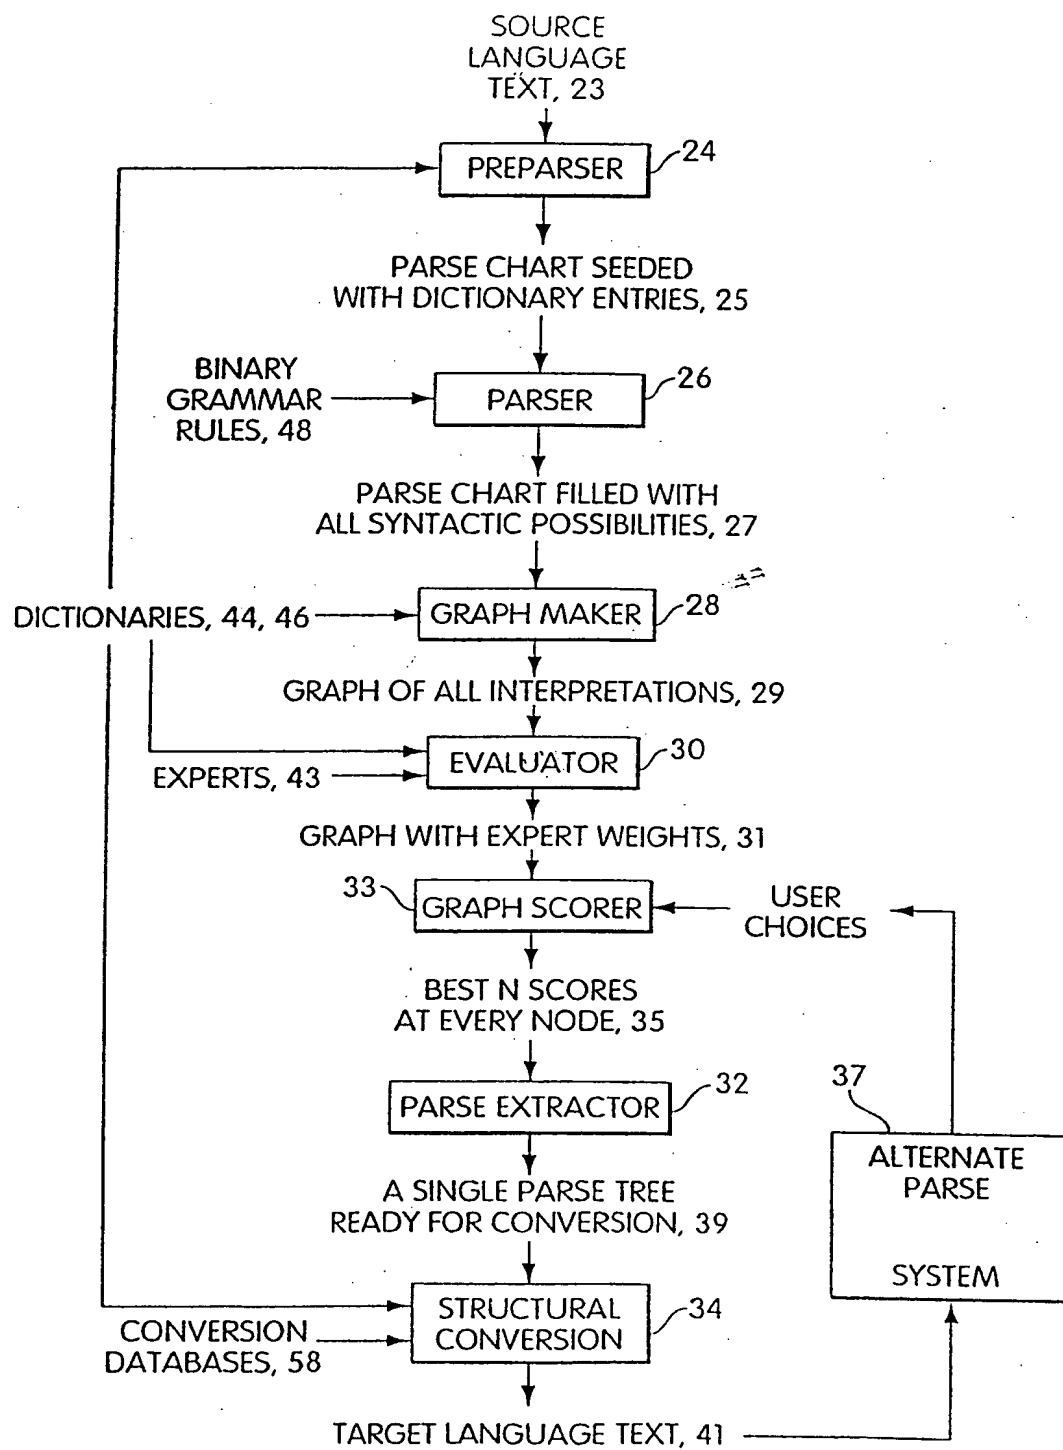 SOURCE
LANGUAGE
TEXT, 23
24
PREPARSER
PARSE CHART SEEDED
WITH DICTIONARY ENTRIES, 25
BINARY
GRAMMAR
RULES, 48
26
PARSER
PARSE CHART FILLED WITH
ALL SYNTACTIC POSSIBILITIES, 27
DICTIONARIES, 44, 46
GRAPH MAKER
28
GRAPH OF ALL INTERPRETATIONS, 29
30
EVALUATOR
EXPERTS, 43
GRAPH WITH EXPERT WEIGHTS, 31
33
GRAPH SCORER
USER
CHOICES
BEST N SCORES
AT EVERY NODE, 35
32
PARSE EXTRACTOR
37
ALTERNATE
PARSE
SYSTEM
A SINGLE PARSE TREE
READY FOR CONVERSION, 39
STRUCTURAL
CONVERSION
34
CONVERSION
DATABASES, 58
TARGET LANGUAGE TEXT, 41